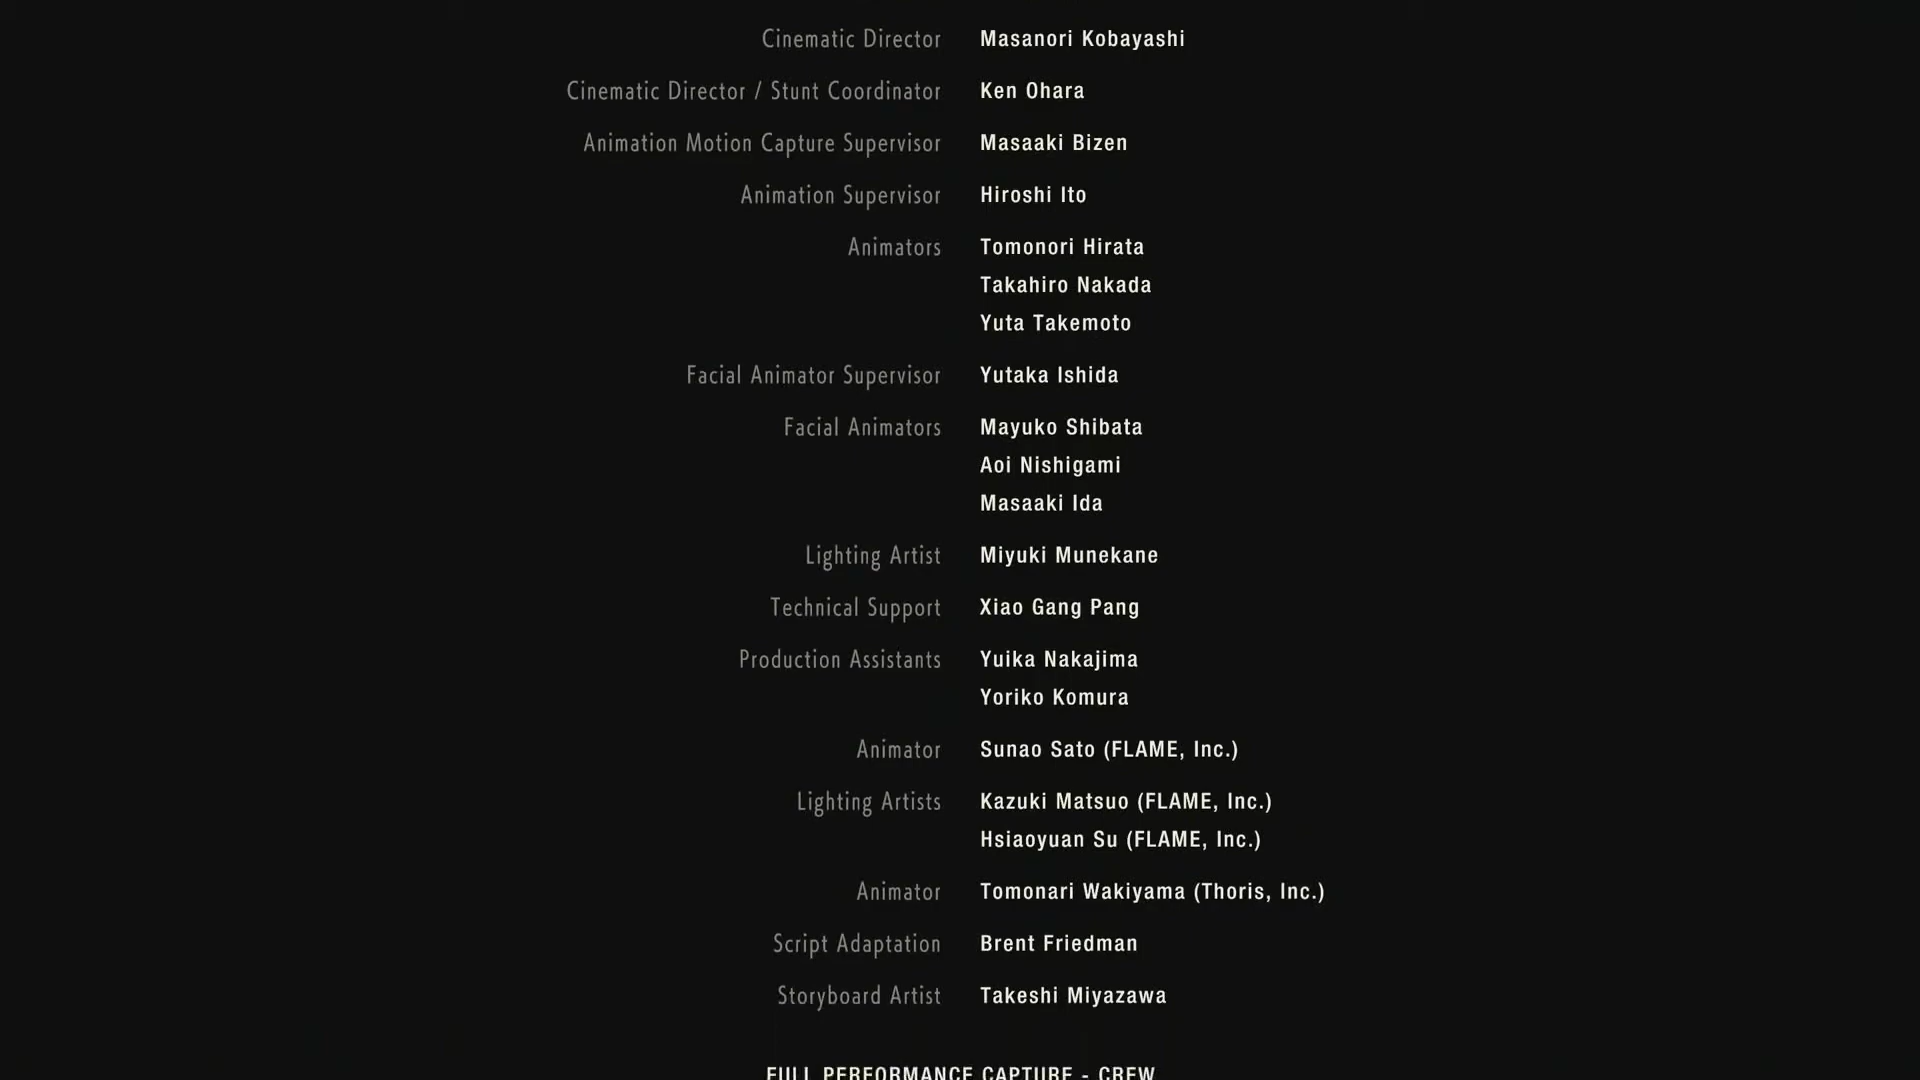 Cinematic Director Masanori Kobayashi
Cinematic Director / Stunt Coordinator Ken Ohara
Animation Motion Capture Supervisor Masaaki Bizen
Animation Supervisor Hiroshi Ito
Animators Tomonori Hirata
Takahiro Nakada
Yuta Takemoto
Facial Animator Supervisor Yutaka Ishida
Facial Animators Mayuko Shibata
Aoi Nishigami
Masaaki Ida
Lighting Artist Miyuki Munekane
Technical Support Xiao Gang Pang
Production Assistants Yuika Nakajima
Yoriko Komura
Animator Sunao Sato (FLAME, Inc.)
Lighting Artists Kazuki Matsuo (FLAME, Inc.)
Hsiaoyuan Su (FLAME, Inc.)
Animator Tomonari Wakiyama (Thoris, Inc.)
Script Adaptation Brent Friedman
Storyboard Artist Takeshi Miyazawa
FULL PERFORMANCE CAPTURE - CREW